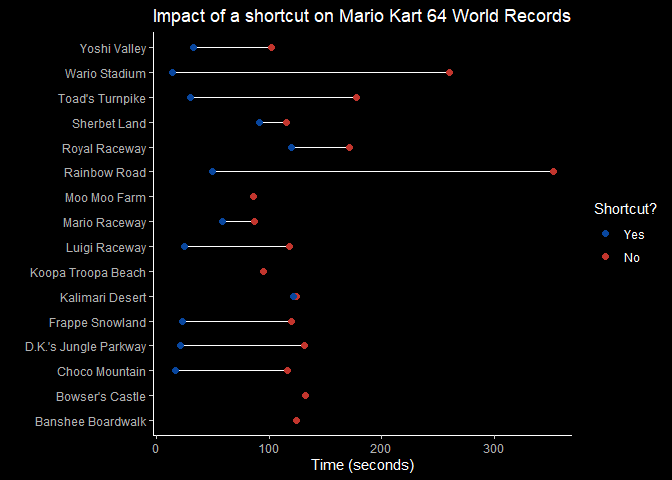 Impact of a shortcut on Mario Kart 64 World Records
Yoshi Valley
Wario Stadium
Toad's Turnpike
Sherbet Land
Royal Raceway
Rainbow Road
Moo Moo Farm
Mario Raceway
Luigi Raceway
Koopa Troopa Beach
Kalimari Desert
Frappe Snowland
D.K.'s Jungle Parkway
Choco Mountain
Bowser's Castle
Banshee Boardwalk
0 100 200 300
Time (seconds)
Shortcut?
Yes
No